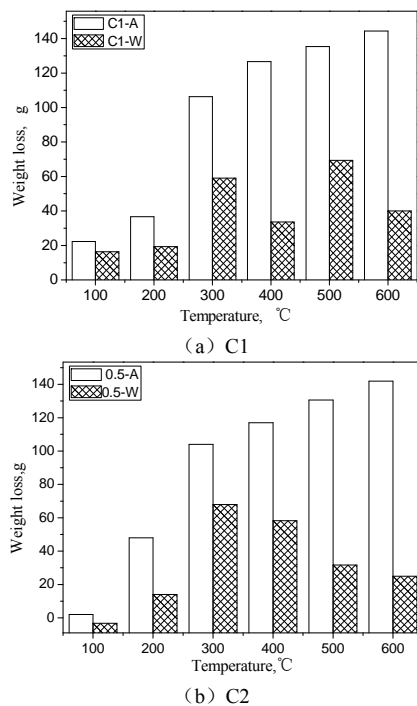 C1-A
C1-W
140
120
100
80
60
40
20
0
Weight loss, g
100 200 300 400 500 600
Temperature, ℃
（a）C1
0.5-A
0.5-W
140
120
100
80
60
40
20
0
Weight loss,g
100 200 300 400 500 600
Temperature,℃
（b）C2